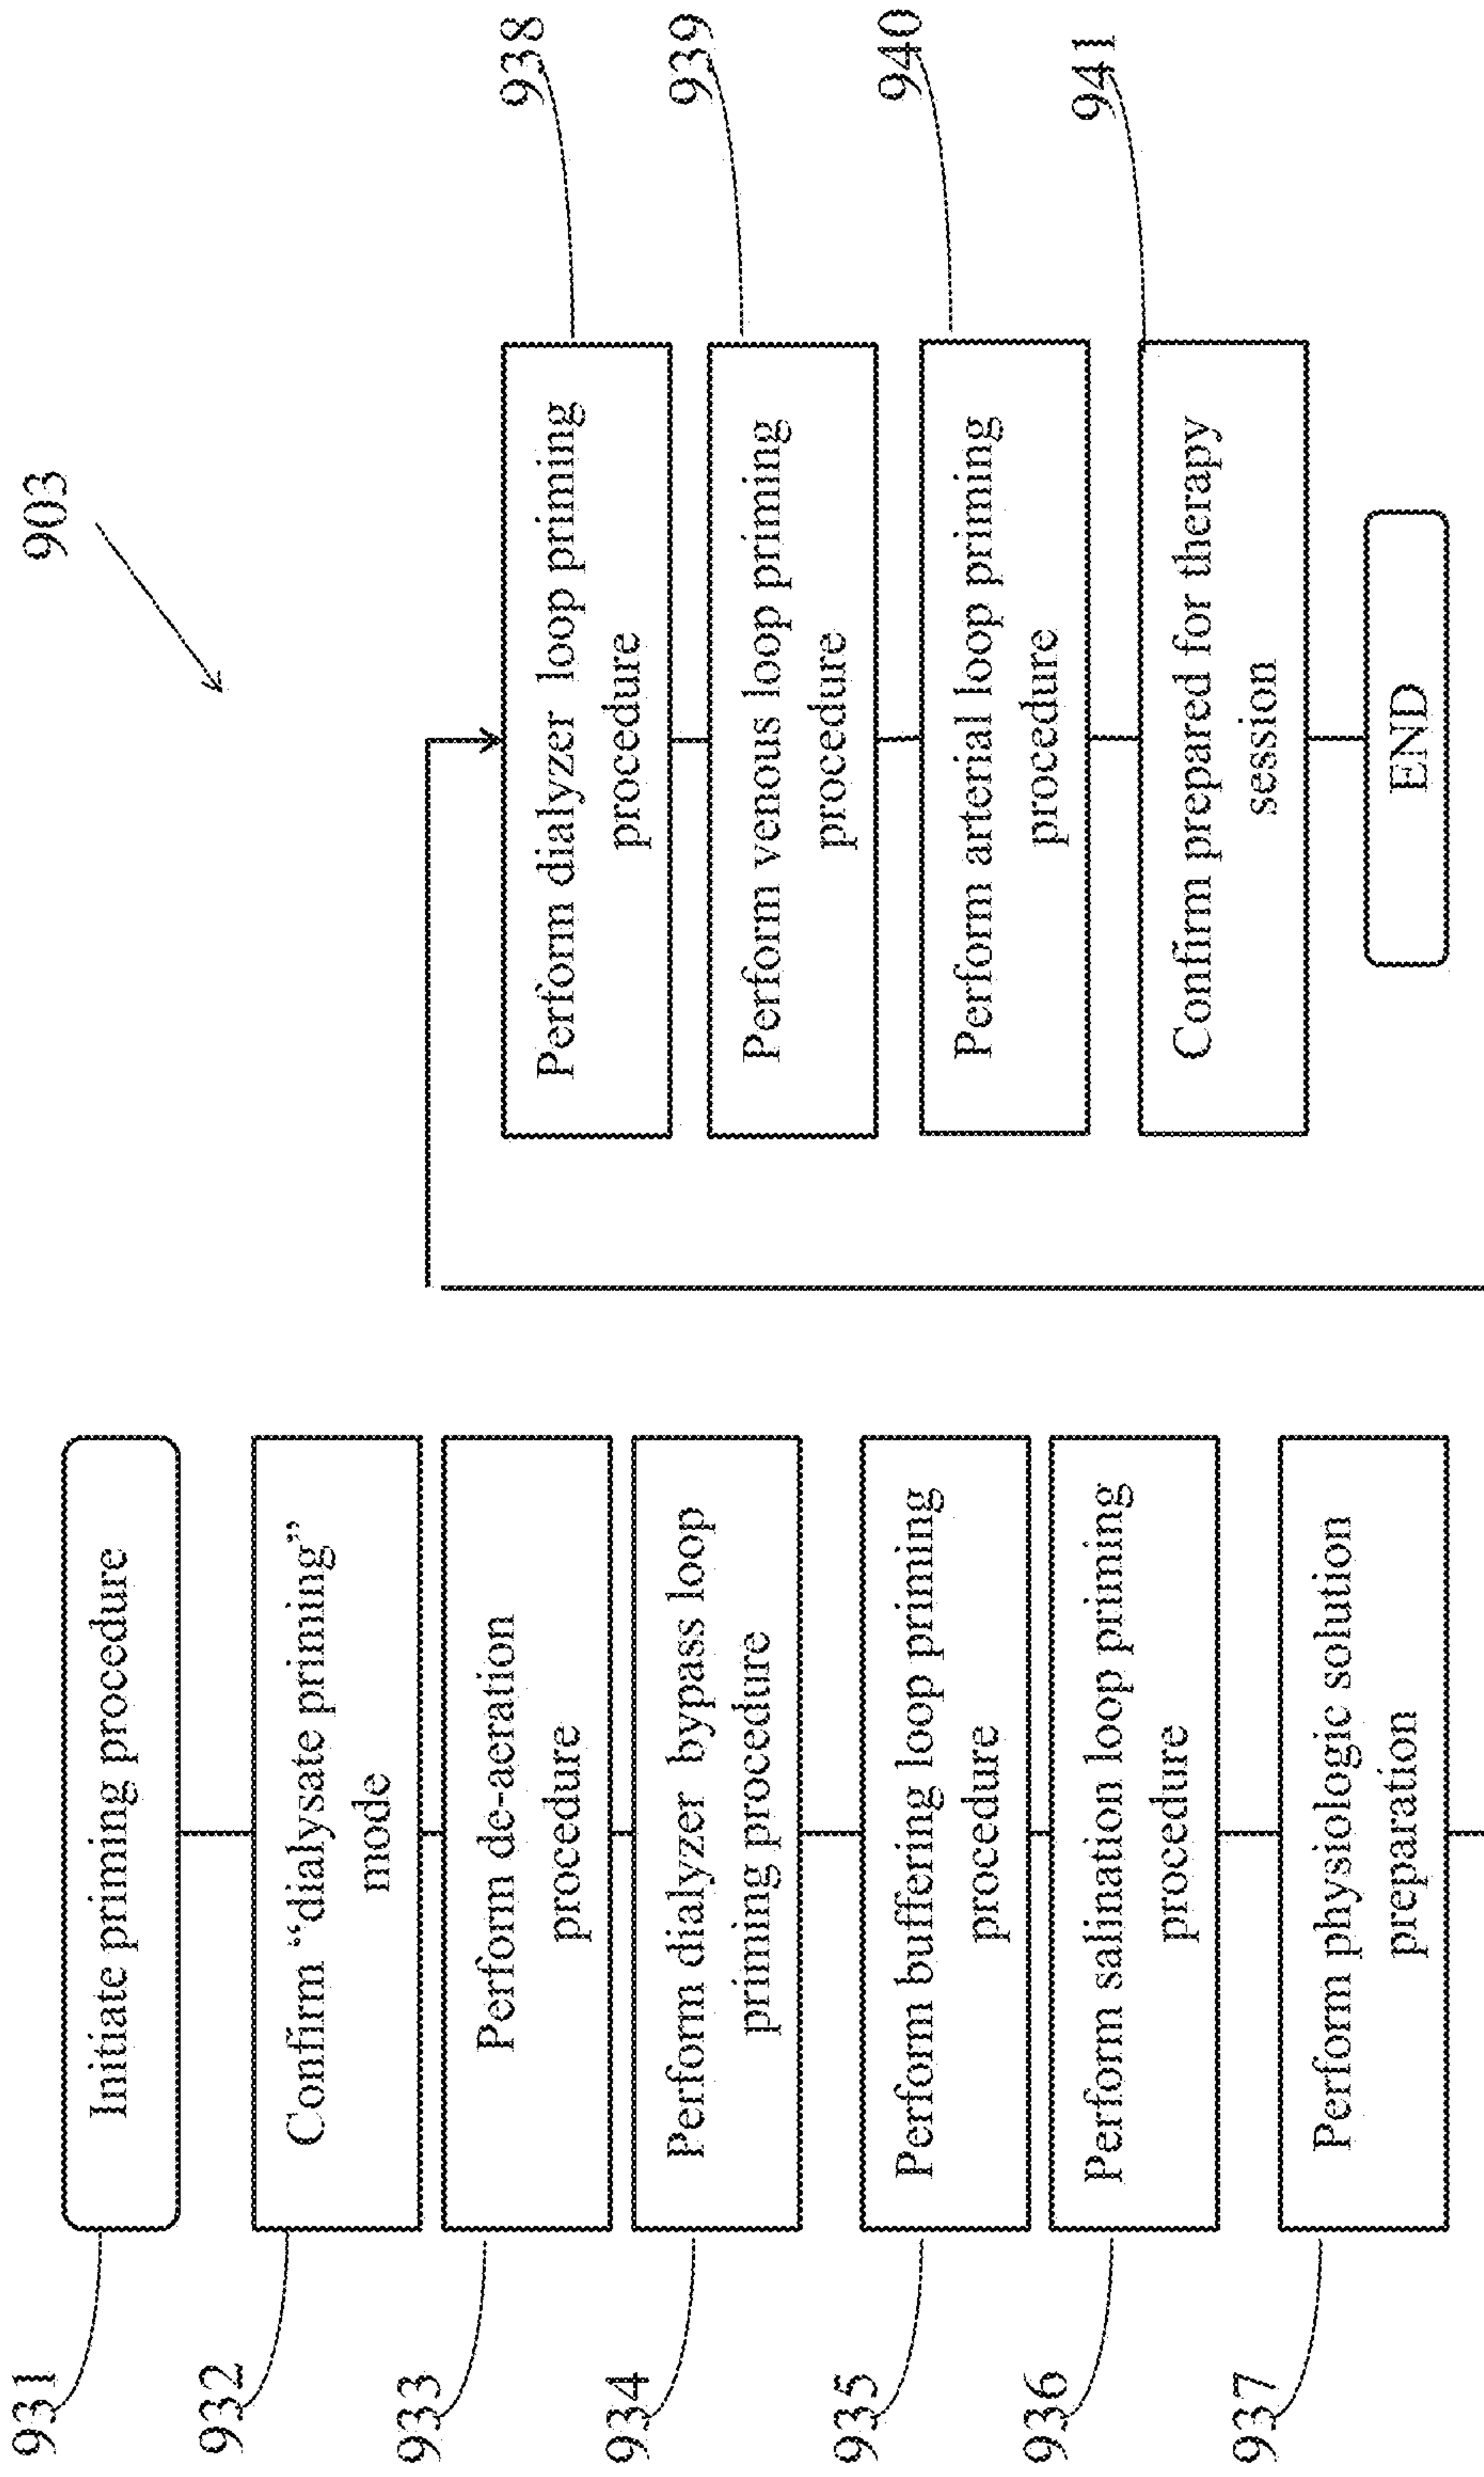 903
931
Initiate priming procedure
932
Confirm “dialysate priming”
mode
933
Perform de-aeration
procedure
934
Perform dialyzer bypass loop
priming procedure
935
Perform buffering loop priming
procedure
936
Perform salination loop priming
procedure
937
Perform physiologic solution
preparation
938
Perform dialyzer loop priming
procedure
939
Perform venous loop priming
procedure
940
Perform arterial loop priming
procedure
941
Confirm prepared for therapy
session
END